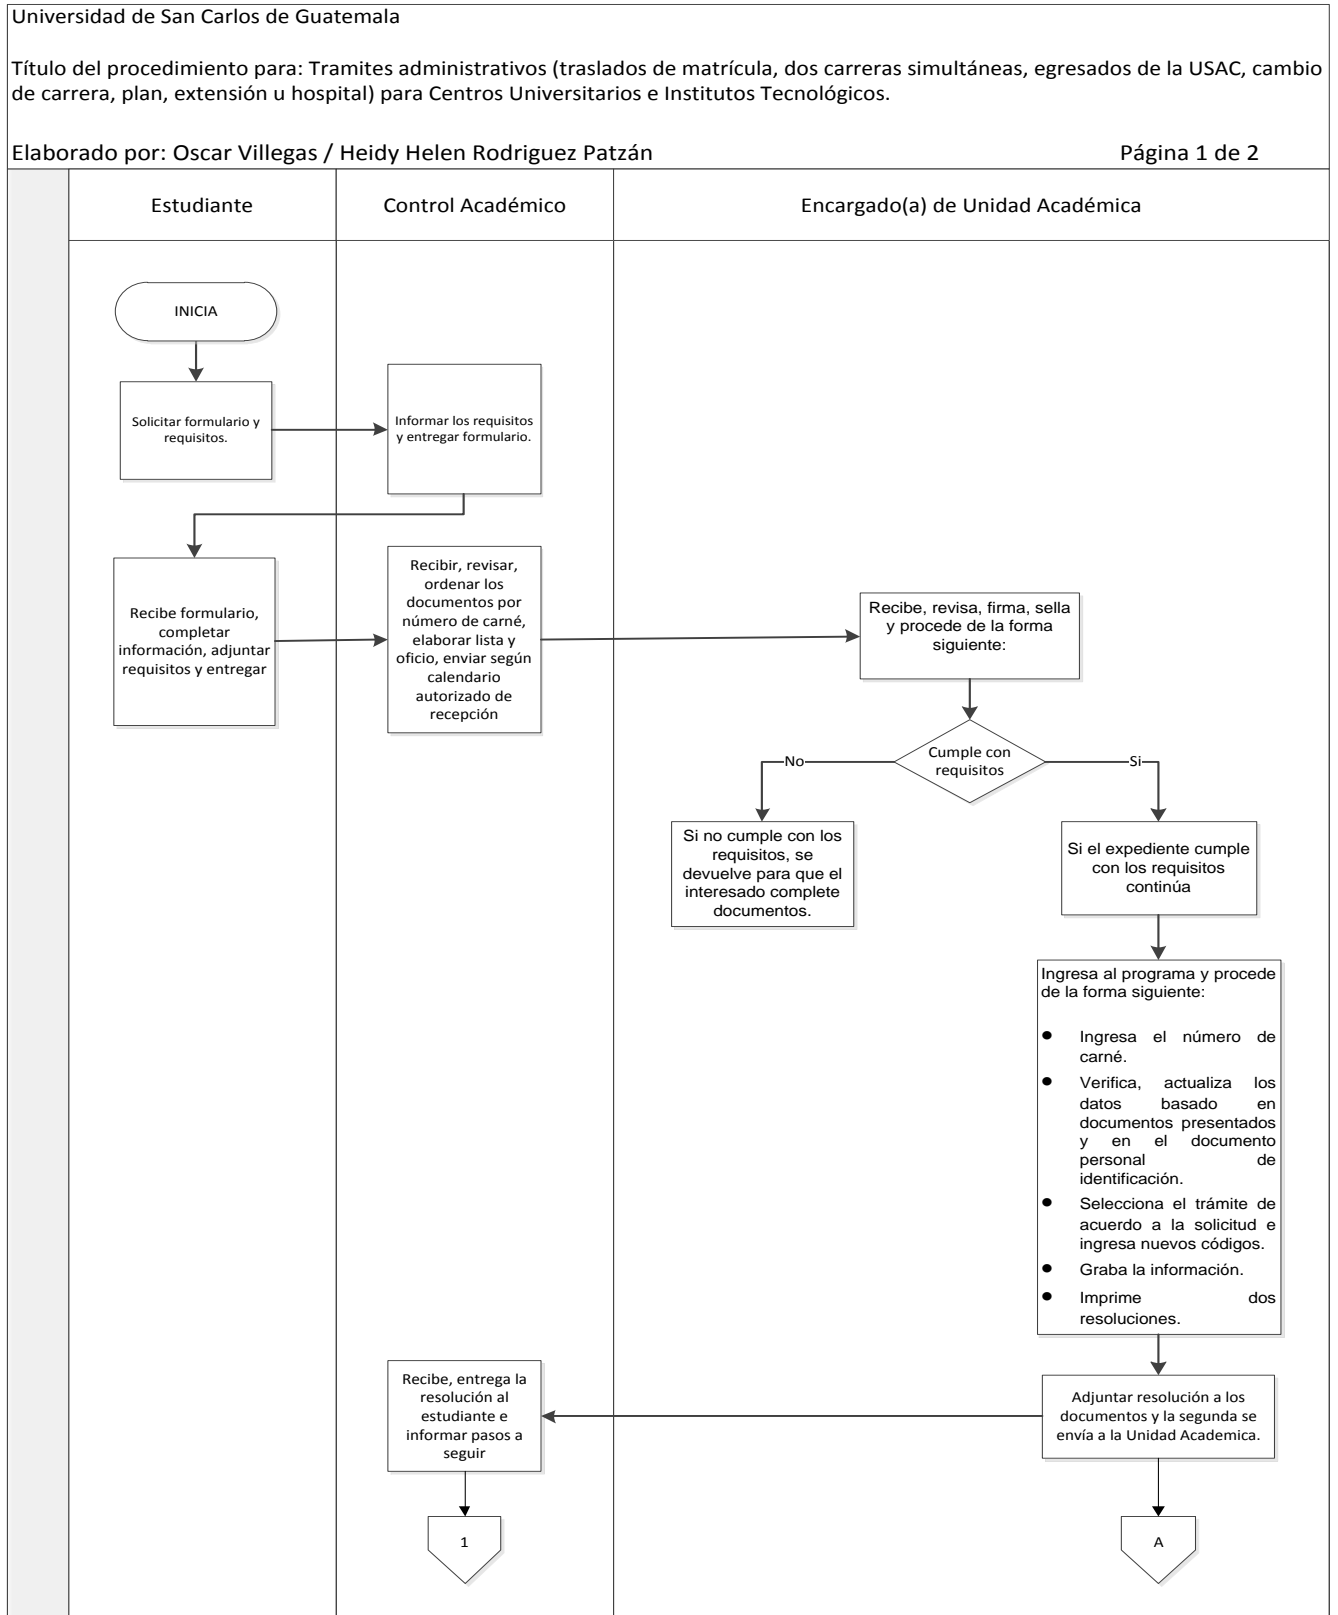 Universidad de San Carlos de Guatemala
Título del procedimiento para: Tramites administrativos (traslados de matrícula, dos carreras simultáneas, egresados de la USAC, cambio
de carrera, plan, extensión u hospital) para Centros Universitarios e Institutos Tecnológicos.
Elaborado por: Oscar Villegas / Heidy Helen Rodriguez Patzán Página 1 de 2
Estudiante
Control Académico
Encargado(a) de Unidad Académica
INICIA
Solicitar formulario y
requisitos.
Informar los requisitos
y entregar formulario.
Recibe formulario,
completar
información, adjuntar
requisitos y entregar
Recibir, revisar,
ordenar los
documentos por
número de carné,
elaborar lista y
oficio, enviar según
calendario
autorizado de
recepción
Recibe, revisa, firma, sella
y procede de la forma
siguiente:
Cumple con
requisitos
No
Si
Si no cumple con los
requisitos, se
devuelve para que el
interesado complete
documentos.
Si el expediente cumple
con los requisitos
continúa
Ingresa al programa y procede
de la forma siguiente:
● Ingresa el número de
carné.
● Verifica, actualiza los
datos basado en
documentos presentados
y en el documento
personal de
identificación.
● Selecciona el trámite de
acuerdo a la solicitud e
ingresa nuevos códigos.
● Graba la información.
● Imprime dos
resoluciones.
Recibe, entrega la
resolución al
estudiante e
informar pasos a
seguir
Adjuntar resolución a los
documentos y la segunda se
envía a la Unidad Academica.
1
A